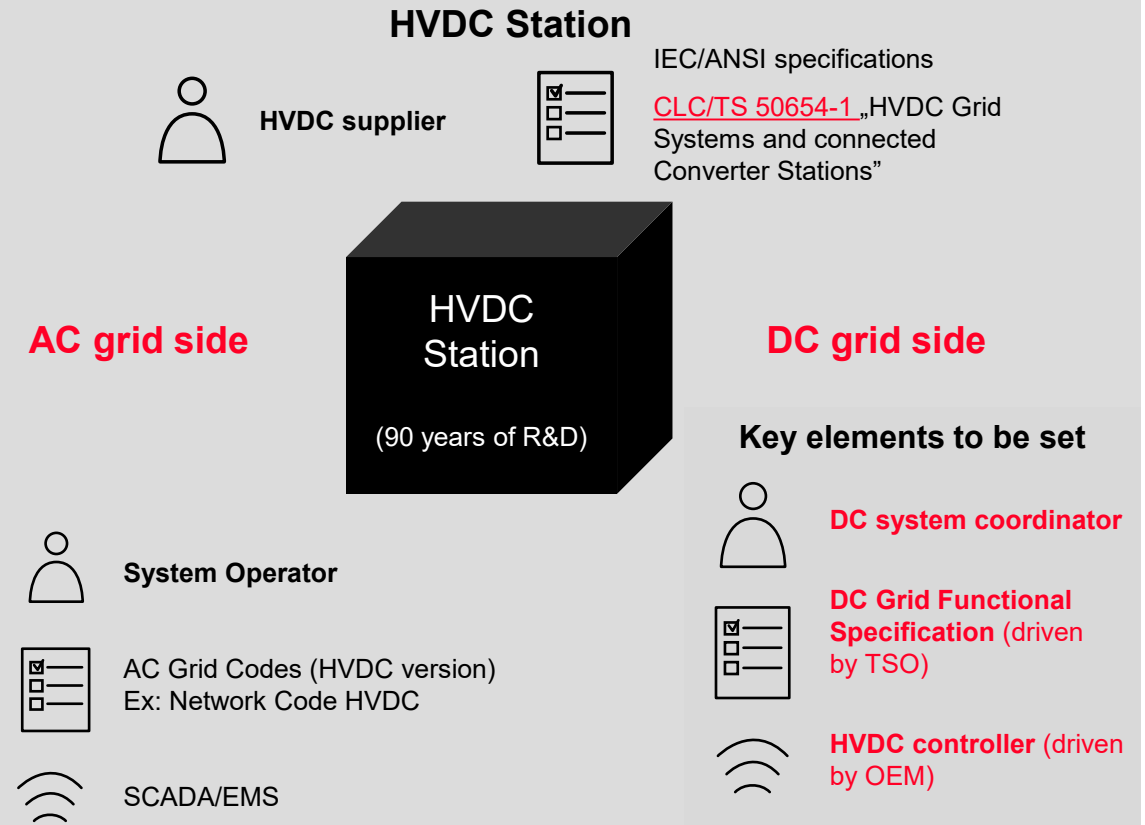 HVDC Station
HVDC supplier
IEC/ANSI specifications
CLC/TS 50654-1 „HVDC Grid
Systems and connected
Converter Stations”
HVDC
Station
(90 years of R&D)
AC grid side
DC grid side
System Operator
AC Grid Codes (HVDC version)
Ex: Network Code HVDC
SCADA/EMS
Key elements to be set
DC system coordinator
DC Grid Functional
Specification (driven
by TSO)
HVDC controller (driven
by OEM)